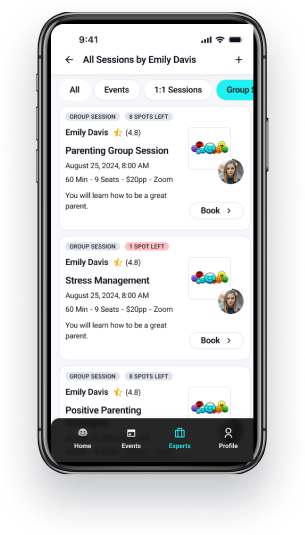 9:41
All Sessions by Emily Davis
All Events 1:1 Sessions Group S
GROUP SESSION 8 SPOTS LEFT
Emily Davis (4.8)
Parenting Group Session
August 25, 2024, 8:00 AM
60 Min - 9 Seats - $20pp - Zoom
You will learn how to be a great
parent.
Book
GROUP SESSION 1 SPOT LEFT
Emily Davis (4.8)
Stress Management
August 25, 2024, 8:00 AM
60 Min - 9 Seats - $20pp - Zoom
You will learn how to be a great
parent.
Book
GROUP SESSION 8 SPOTS LEFT
Emily Davis (4.8)
Positive Parenting
Home Events Experts Profile